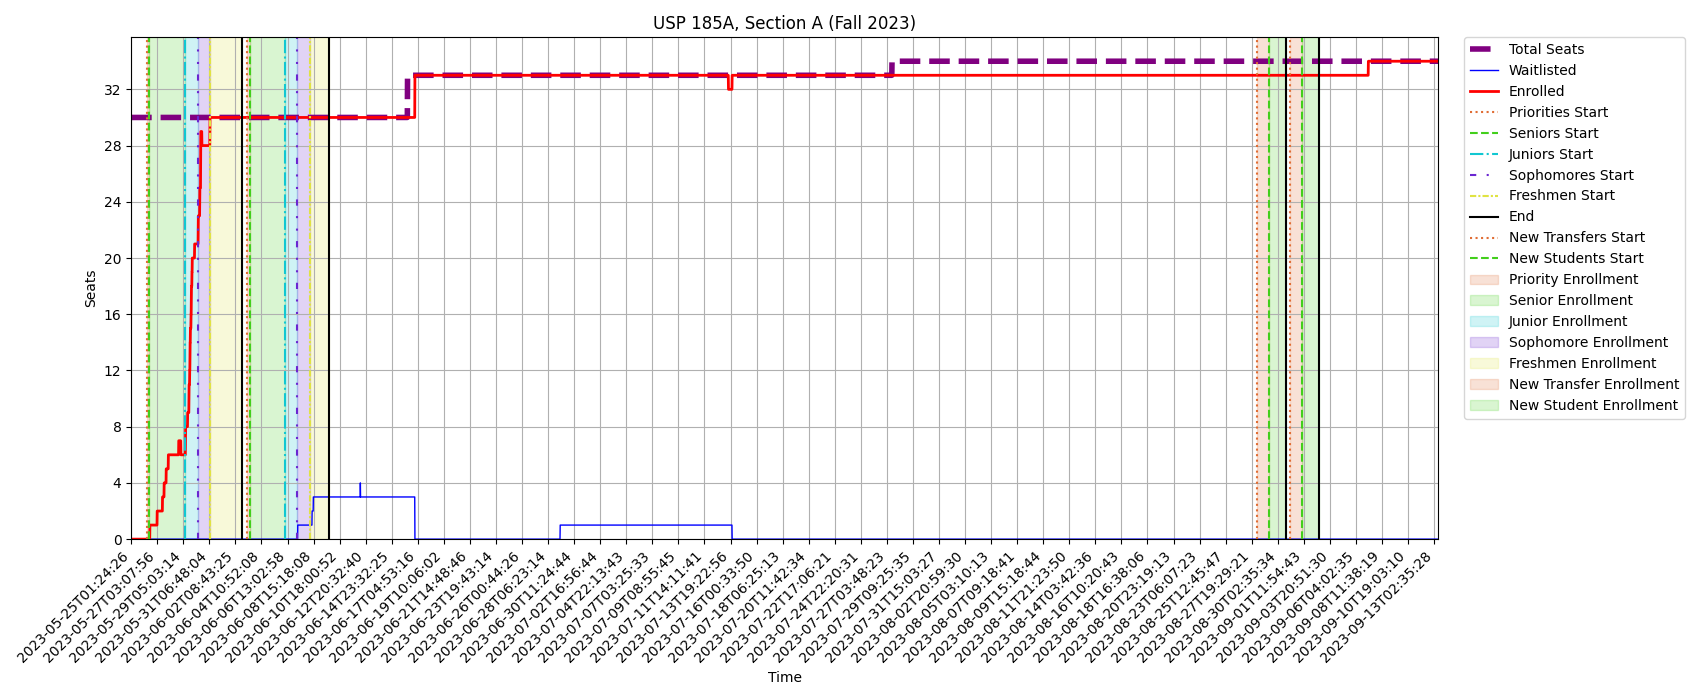 USP 185A, Section A (Fall 2023)
Seats
32
28
24
20
16
12
8
4
0
2023-05-25T01:24:26
2023-05-27T03:07:56
2023-05-29T05:03:14
2023-05-31T06:48:04
2023-06-02T08:43:25
2023-06-04T10:52:08
2023-06-06T13:02:58
2023-06-08T15:18:08
2023-06-10T18:00:52
2023-06-12T20:32:40
2023-06-14T23:32:25
2023-06-17T04:53:16
2023-06-19T10:06:02
2023-06-21T14:48:46
2023-06-23T19:43:14
2023-06-26T00:44:26
2023-06-28T06:23:14
2023-06-30T11:24:44
2023-07-02T16:56:44
2023-07-04T22:13:43
2023-07-07T03:25:33
2023-07-09T08:55:45
2023-07-11T14:11:41
2023-07-13T19:22:56
2023-07-16T00:33:50
2023-07-18T06:25:13
2023-07-20T11:42:34
2023-07-22T17:06:21
2023-07-24T22:20:31
2023-07-27T03:48:23
2023-07-29T09:25:35
2023-07-31T15:03:27
2023-08-02T20:59:30
2023-08-05T03:10:13
2023-08-07T09:18:41
2023-08-09T15:18:44
2023-08-11T21:23:50
2023-08-14T03:42:36
2023-08-16T10:20:43
2023-08-18T16:38:06
2023-08-20T23:19:13
2023-08-23T06:07:23
2023-08-25T12:45:47
2023-08-27T19:29:21
2023-08-30T02:35:34
2023-09-01T11:54:43
2023-09-03T20:51:30
2023-09-06T04:02:35
2023-09-08T11:38:19
2023-09-10T19:03:10
2023-09-13T02:35:28
Time
Total Seats
Waitlisted
Enrolled
Priorities Start
Seniors Start
Juniors Start
Sophomores Start
Freshmen Start
End
New Transfers Start
New Students Start
Priority Enrollment
Senior Enrollment
Junior Enrollment
Sophomore Enrollment
Freshmen Enrollment
New Transfer Enrollment
New Student Enrollment